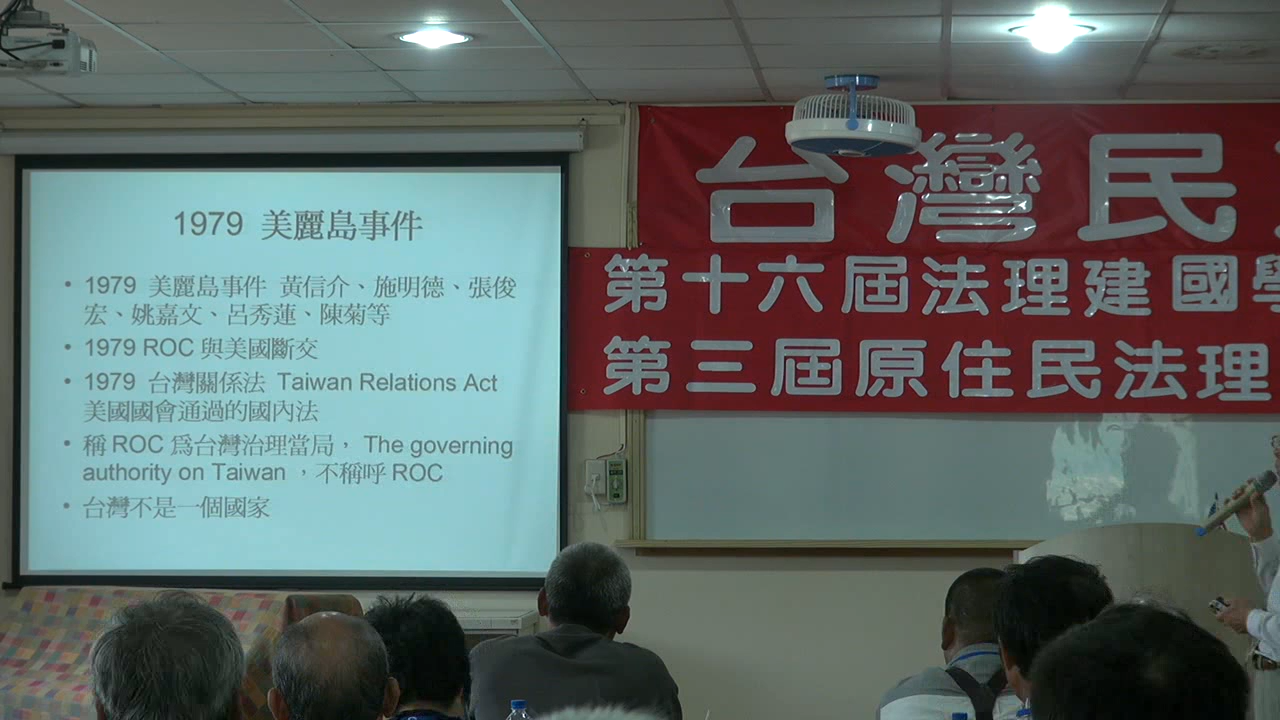 1979 美麗島事件
• 1979 美麗島事件 黃信介、施明德、張俊
宏、姚嘉文、呂秀蓮、陳菊等
• 1979 ROC 與美國斷交
• 1979 台灣關係法 Taiwan Relations Act
美國國會通過的國內法
• 稱 ROC 爲台灣治理當局， The governing
authority on Taiwan ，不稱呼 ROC
• 台灣不是一個國家
台灣民
第十六屆法理建國學
第三屆原住民法理